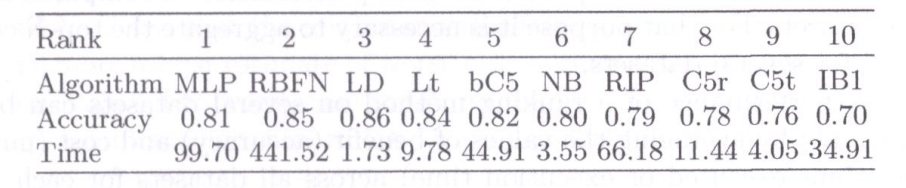 Rank 1 2 3 4 5 6 7 8 9 10
Algorithm MLP RBFN LD Lt bC5 NB RIP C5r C5t IB1
Accuracy 0.81 0.85 0.86 0.84 0.82 0.80 0.79 0.78 0.76 0.70
Time 99.70 441.52 1.73 9.78 44.91 3.55 66.18 11.44 4.05 34.91